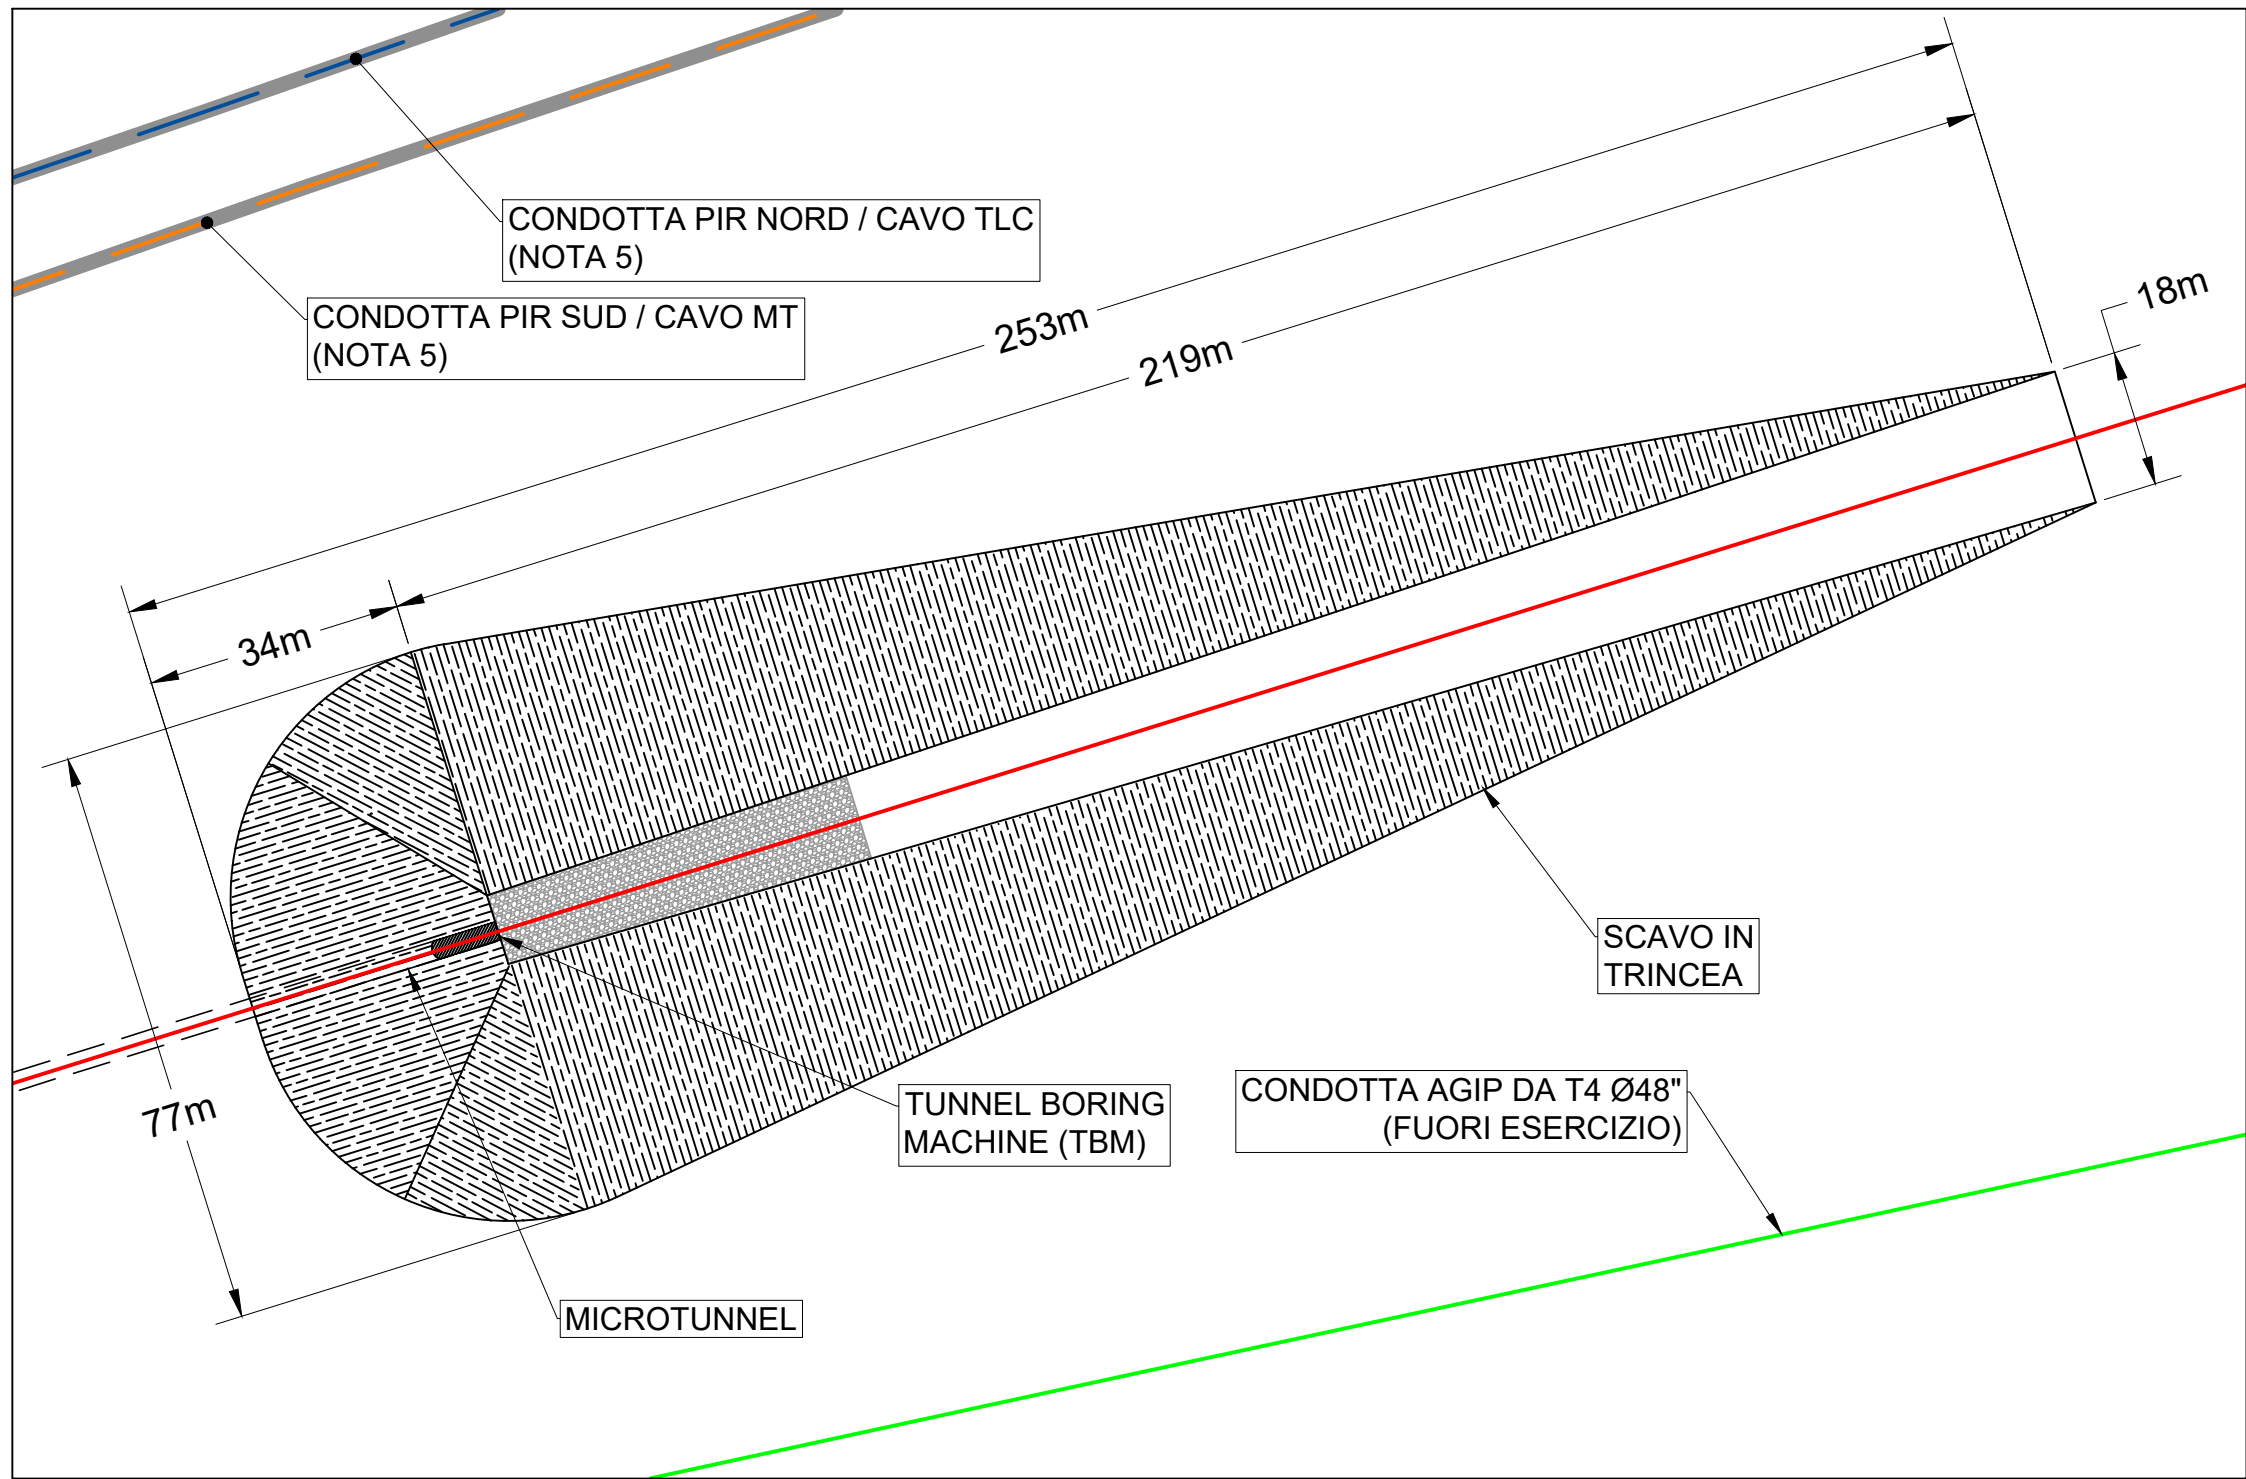 CONDOTTA PIR NORD / CAVO TLC
(NOTA 5)
CONDOTTA PIR SUD / CAVO MT
(NOTA 5)
253m
219m
18m
34m
77m
SCAVO IN
TRINCEA
TUNNEL BORING
MACHINE (TBM)
CONDOTTA AGIP DA T4 Ø48"
(FUORI ESERCIZIO)
MICROTUNNEL